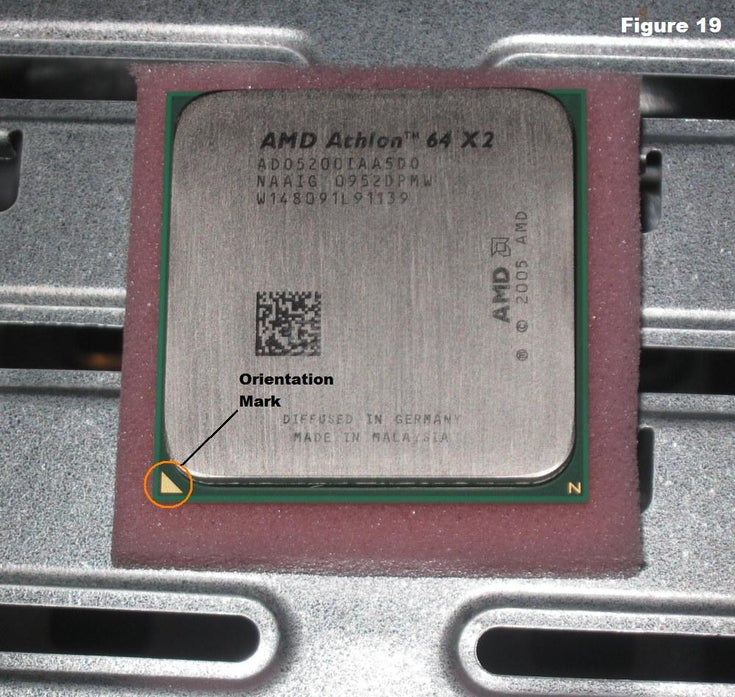 Figure 19
AMD Athlon™ 64 X2
ADO5200IAA5DO
NAAIG 0952DPMW
W148091L91139
AMD
® © 2005 AMD
Orientation
Mark
DIFFUSED IN GERMANY
MADE IN MALAYSIA
N